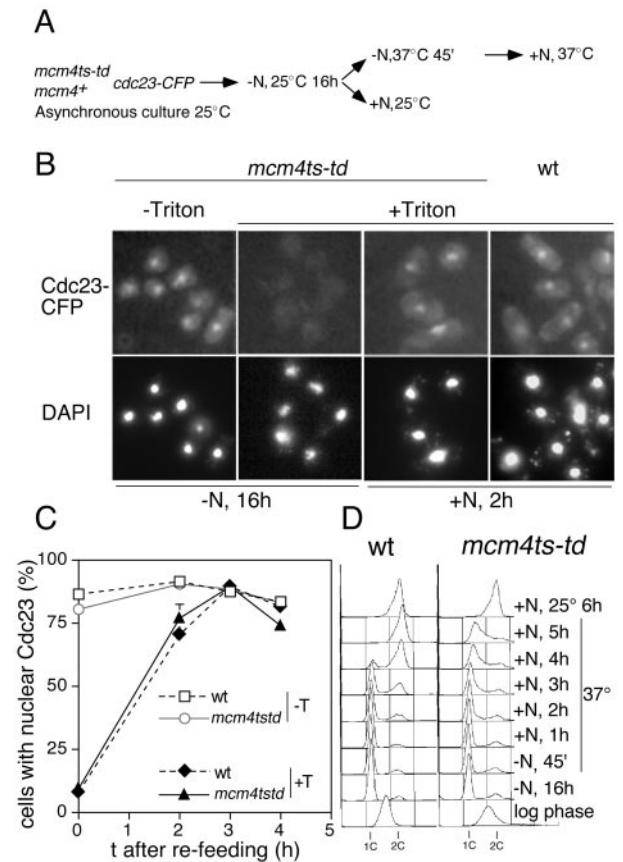 A
mcm4ts-td
mcm4+
cdc23-CFP
Asynchronous culture 25°C
-N, 25°C 16h
-N,37°C 45'
+N, 37°C
+N,25°C
B
mcm4ts-td
wt
-Triton
+Triton
Cdc23-
CFP
DAPI
-N, 16h
+N, 2h
C
cells with nuclear Cdc23 (%)
100
75
50
25
0
wt
mcm4tstd
-T
wt
mcm4tstd
+T
0 1 2 3 4 5
t after re-feeding (h)
D
wt
mcm4ts-td
+N, 25° 6h
+N, 5h
+N, 4h
+N, 3h
+N, 2h
+N, 1h
-N, 45'
37°
-N, 16h
log phase
1C 2C
1C 2C